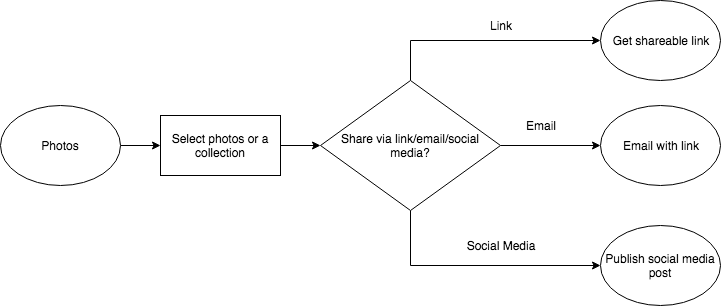 Link
Get shareable link
Photos
Select photos or a
collection
Share via link/email/social
media?
Email
Email with link
Social Media
Publish social media
post